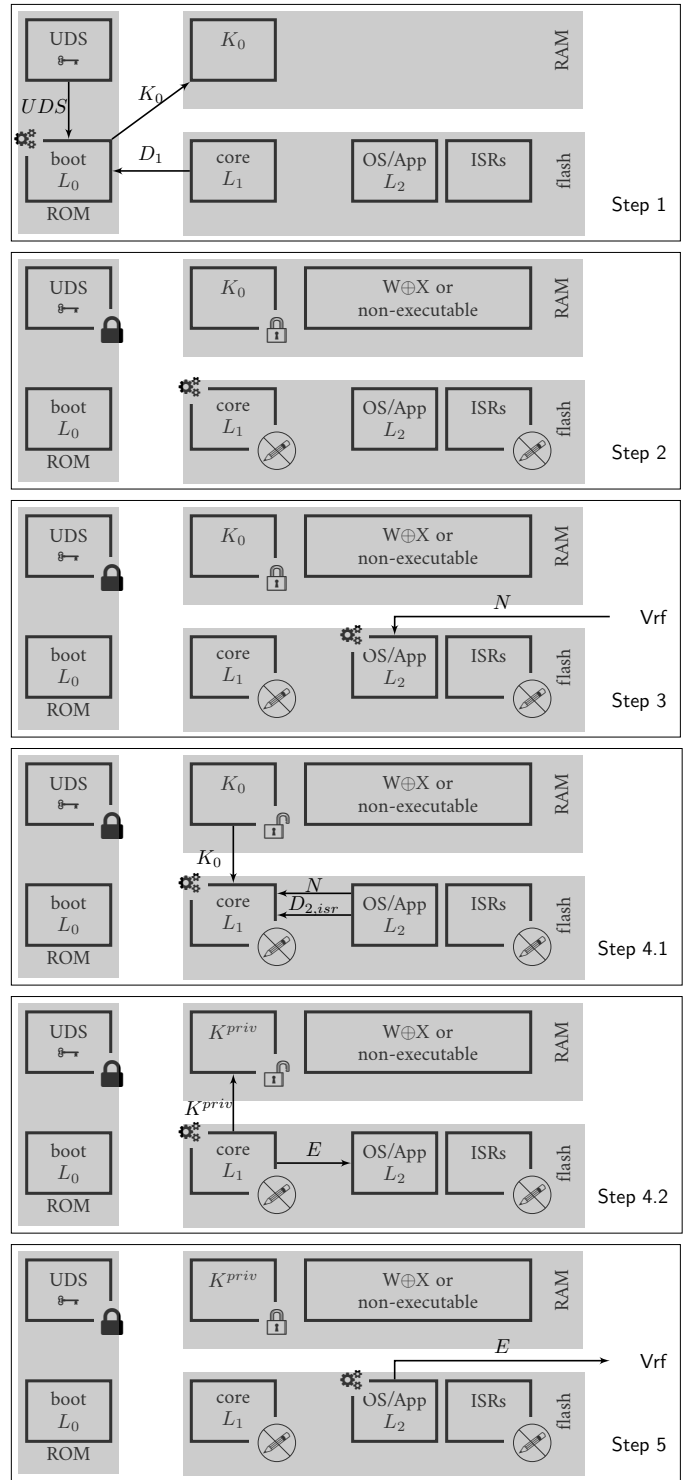 UDS
K_0
RAM
UDS
K_0
boot
L_0
D_1
core
L_1
OS/App
L_2
ISRs
flash
ROM
Step 1
UDS
K_0
W⊕X or
non-executable
RAM
boot
L_0
core
L_1
OS/App
L_2
ISRs
flash
ROM
Step 2
UDS
K_0
W⊕X or
non-executable
RAM
N
Vrf
boot
L_0
core
L_1
OS/App
L_2
ISRs
flash
ROM
Step 3
UDS
K_0
W⊕X or
non-executable
RAM
K_0
boot
L_0
core
L_1
N
D_{2,isr}
OS/App
L_2
ISRs
flash
ROM
Step 4.1
UDS
K^{priv}
W⊕X or
non-executable
RAM
K^{priv}
boot
L_0
core
L_1
E
OS/App
L_2
ISRs
flash
ROM
Step 4.2
UDS
K^{priv}
W⊕X or
non-executable
RAM
E
Vrf
boot
L_0
core
L_1
OS/App
L_2
ISRs
flash
ROM
Step 5